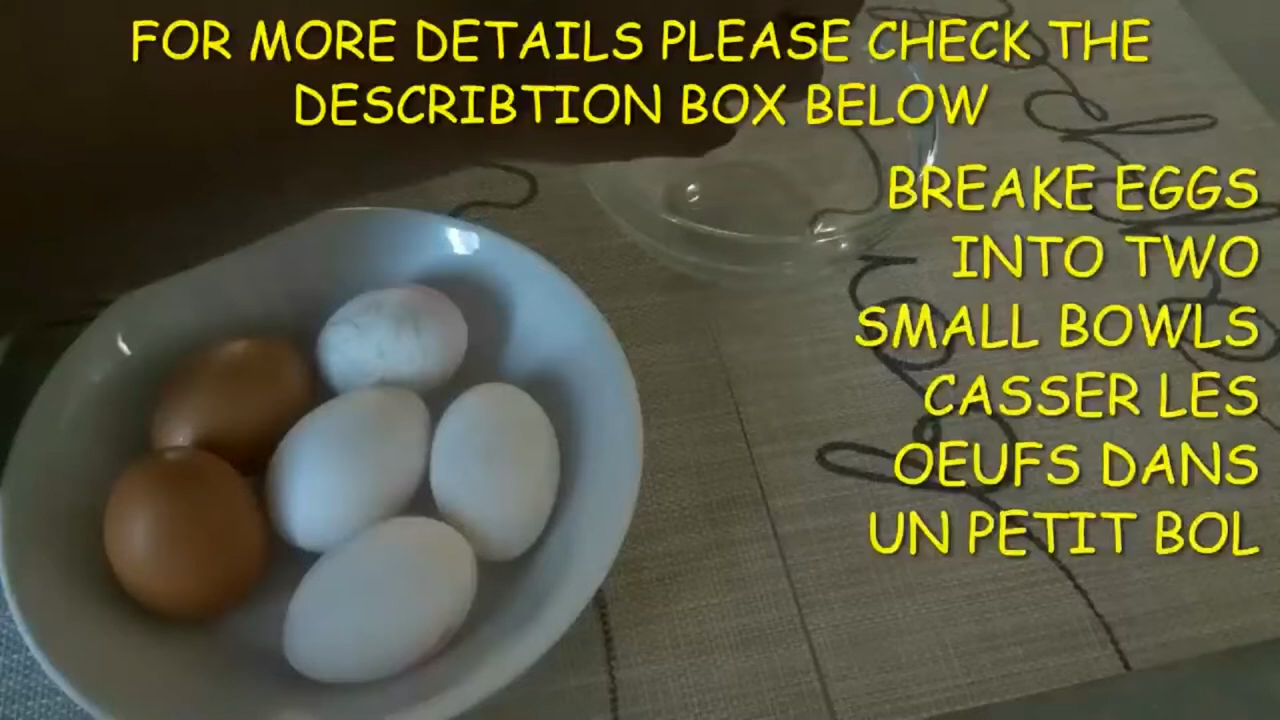 FOR MORE DETAILS PLEASE CHECK THE
DESCRIBTION BOX BELOW
BREAKE EGGS
INTO TWO
SMALL BOWLS
CASSER LES
OEUFS DANS
UN PETIT BOL